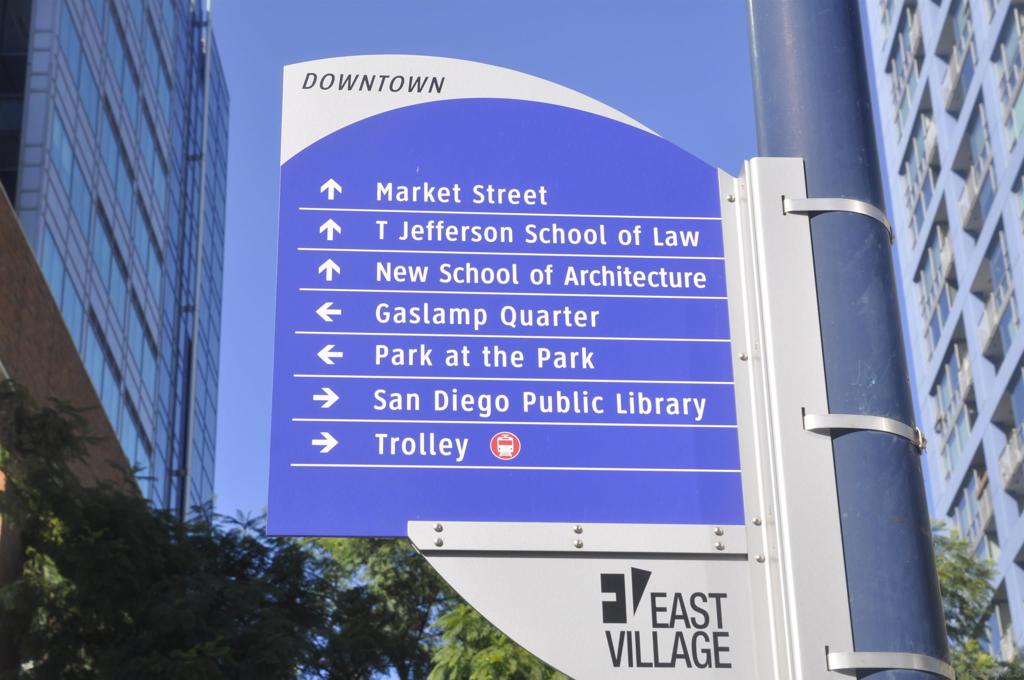 DOWNTOWN
↑ Market Street
↑ T Jefferson School of Law
↑ New School of Architecture
← Gaslamp Quarter
← Park at the Park
→ San Diego Public Library
→ Trolley
EAST
VILLAGE